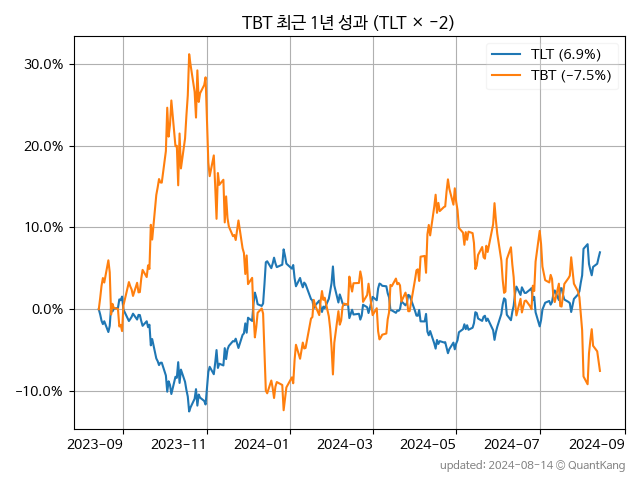 TBT 최근 1년 성과 (TLT × −2)
TLT (6.9%)
TBT (−7.5%)
30.0%
20.0%
10.0%
0.0%
−10.0%
2023-09 2023-11 2024-01 2024-03 2024-05 2024-07 2024-09
updated: 2024-08-14 © QuantKang